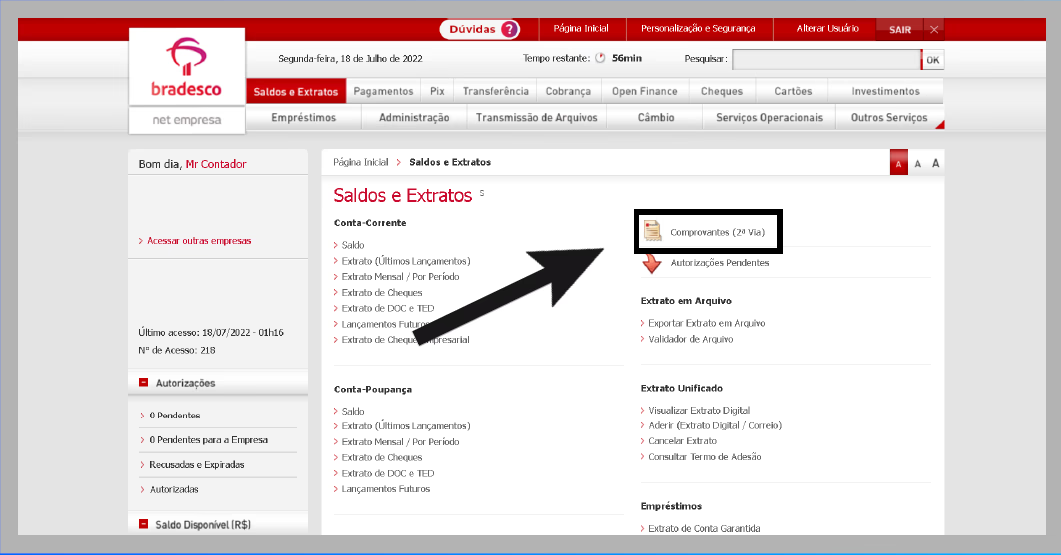 Dúvidas ?
Página Inicial
Personalização e Segurança
Alterar Usuário
SAIR
bradesco
net empresa
Segunda-feira, 18 de Julho de 2022
Tempo restante: 56min
Pesquisar:
OK
Saldos e Extratos
Pagamentos
Pix
Transferência
Cobrança
Open Finance
Cheques
Cartões
Investimentos
Empréstimos
Administração
Transmissão de Arquivos
Câmbio
Serviços Operacionais
Outros Serviços
Bom dia, Mr Contador
> Acessar outras empresas
Último acesso: 18/07/2022 - 01h16
Nº de Acesso: 218
Autorizações
> 0 Pendentes
> 0 Pendentes para a Empresa
> Recusadas e Expiradas
> Autorizadas
Saldo Disponível (R$)
Página Inicial > Saldos e Extratos
A A A
Saldos e Extratos S
Conta-Corrente
> Saldo
> Extrato (Últimos Lançamentos)
> Extrato Mensal / Por Período
> Extrato de Cheques
> Extrato de DOC e TED
> Lançamentos Futuros
> Extrato de Cheque Empresarial
Conta-Poupança
> Saldo
> Extrato (Últimos Lançamentos)
> Extrato Mensal / Por Período
> Extrato de Cheques
> Extrato de DOC e TED
> Lançamentos Futuros
Comprovantes (2ª Via)
Autorizações Pendentes
Extrato em Arquivo
> Exportar Extrato em Arquivo
> Validador de Arquivo
Extrato Unificado
> Visualizar Extrato Digital
> Aderir (Extrato Digital / Correio)
> Cancelar Extrato
> Consultar Termo de Adesão
Empréstimos
> Extrato de Conta Garantida